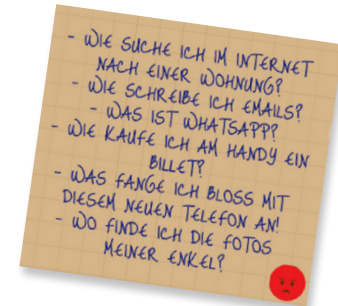 - WIE SUCHE ICH IM INTERNET
NACH EINER WOHNUNG?
- WIE SCHREIBE ICH EMAILS?
- WAS IST WHATSAPP?
- WIE KAUFE ICH AM HANDY EIN
BILLET?
- WAS FANGE ICH BLOSS MIT
DIESEM NEUEN TELEFON AN!
- WO FINDE ICH DIE FOTOS
MEINER ENKEL?